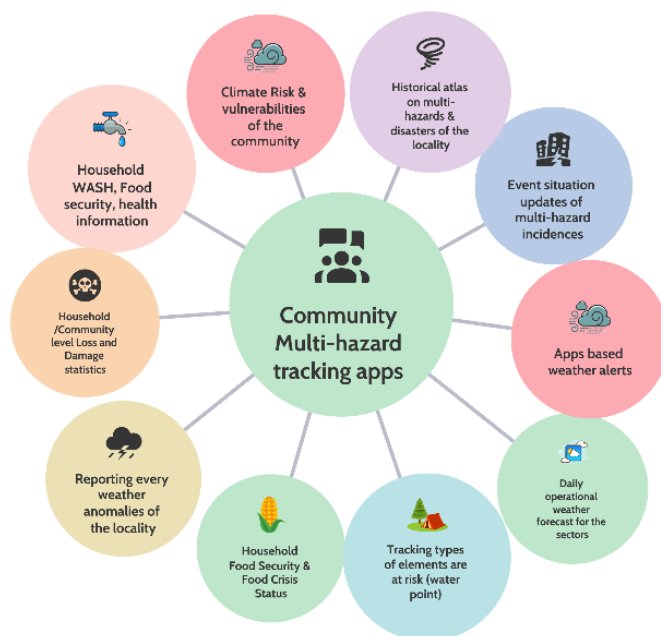 Climate Risk &
vulnerabilities
of the
community
Historical atlas
on multi-
hazards &
disasters of the
locality
Household
WASH, Food
security, health
information
Event situation
updates of
multi-hazard
incidences
Community
Multi-hazard
tracking apps
Household
/Community
level Loss and
Damage
statistics
Apps based
weather alerts
Reporting every
weather
anomalies
of the locality
Daily
operational
weather
forecast for the
sectors
Household
Food Security &
Food Crisis
Status
Tracking types
of elements are
at risk (water
point)